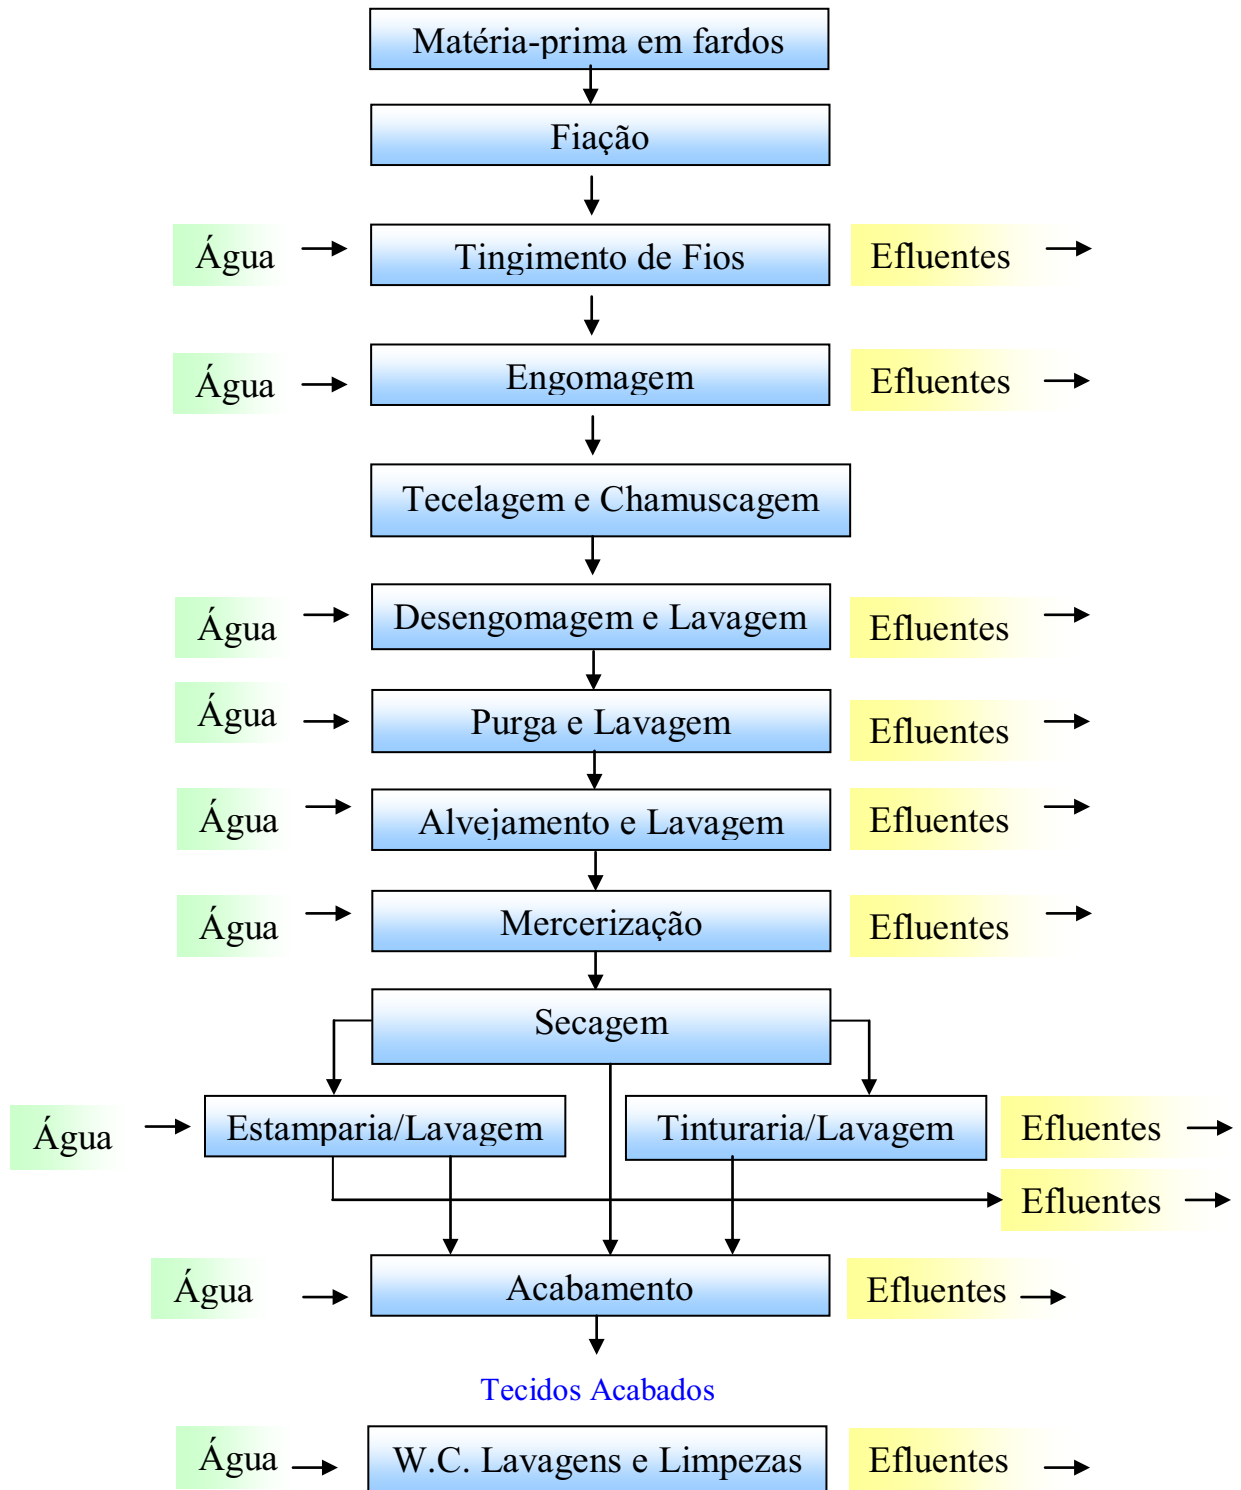 Matéria-prima em fardos
Fiação
Água
Tingimento de Fios
Efluentes
Água
Engomagem
Efluentes
Tecelagem e Chamuscagem
Água
Desengomagem e Lavagem
Efluentes
Água
Purga e Lavagem
Efluentes
Água
Alvejamento e Lavagem
Efluentes
Água
Mercerização
Efluentes
Secagem
Água
Estamparia/Lavagem
Tinturaria/Lavagem
Efluentes
Efluentes
Água
Acabamento
Efluentes
Tecidos Acabados
Água
W.C. Lavagens e Limpezas
Efluentes